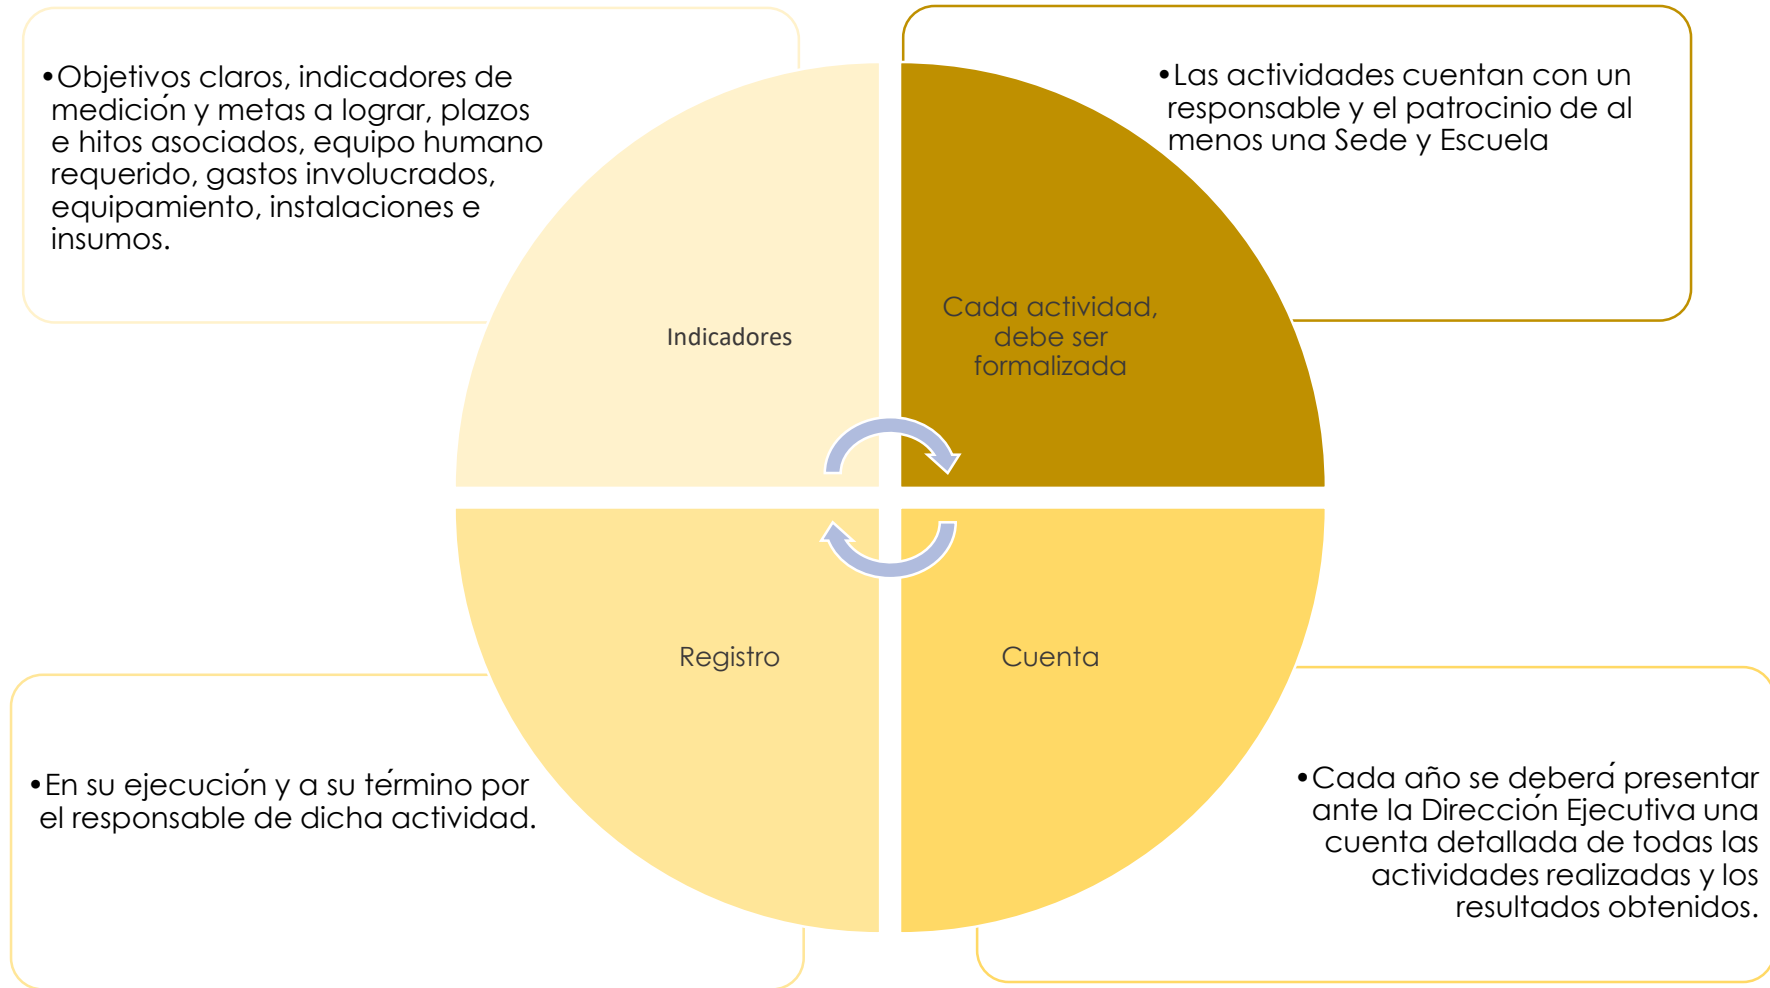 •Objetivos claros, indicadores de
medición y metas a lograr, plazos
e hitos asociados, equipo humano
requerido, gastos involucrados,
equipamiento, instalaciones e
insumos.
•Las actividades cuentan con un
responsable y el patrocinio de al
menos una Sede y Escuela
Indicadores
Cada actividad,
debe ser
formalizada
Registro
Cuenta
•En su ejecución y a su término por
el responsable de dicha actividad.
•Cada año se deberá presentar
ante la Dirección Ejecutiva una
cuenta detallada de todas las
actividades realizadas y los
resultados obtenidos.